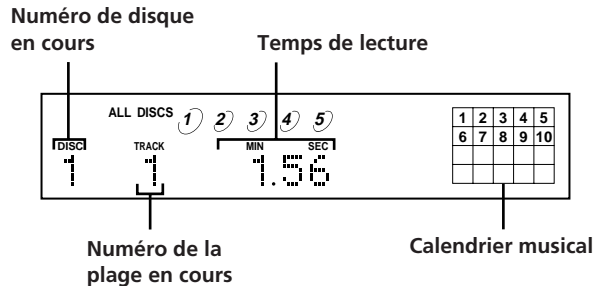 Numéro de disque
en cours
Temps de lecture
ALL DISCS 1 2 3 4 5
DISC TRACK MIN SEC
1 1 1.56
1 2 3 4 5
6 7 8 9 10
Numéro de la
plage en cours
Calendrier musical